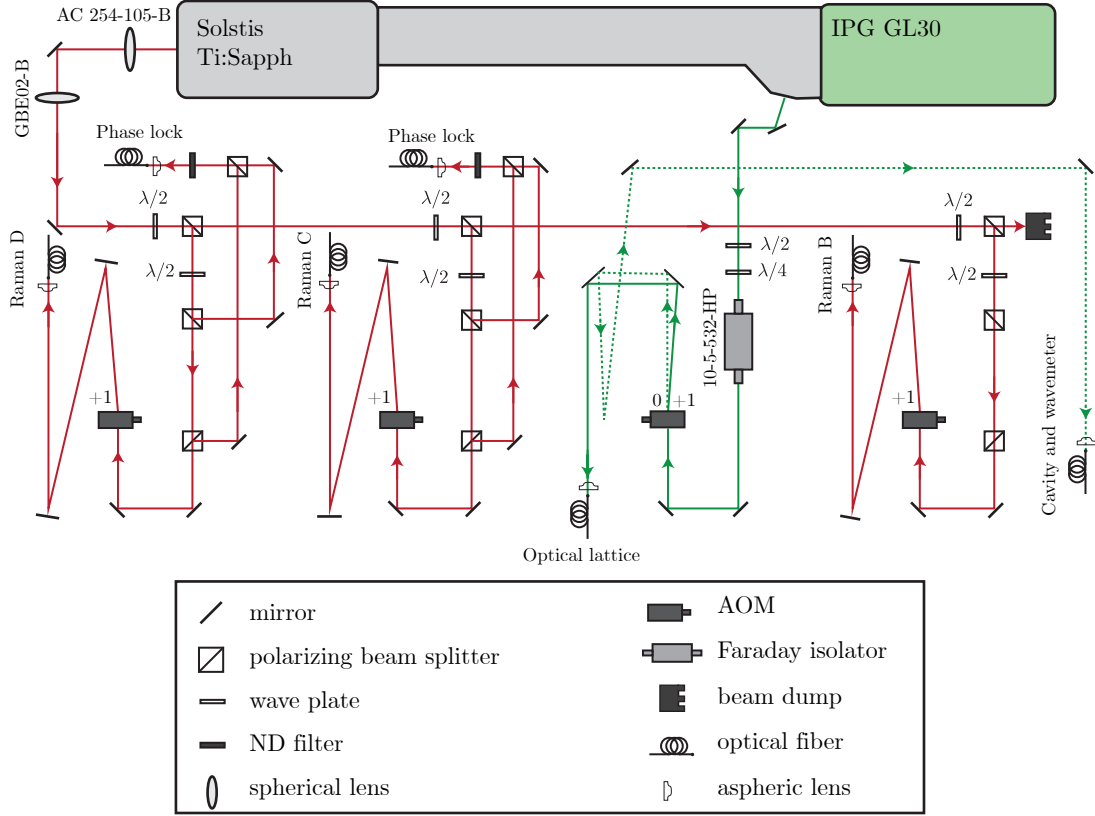 AC 254-105-B
Solstis
Ti:Sapph
IPG GL30
GBE02-B
Phase lock
Phase lock
λ/2
λ/2
λ/2
λ/2
λ/2
λ/2
λ/4
λ/2
λ/2
Raman D
Raman C
10-5-532-HP
Raman B
+1
+1
0
+1
+1
Cavity and wavemeter
Optical lattice
mirror
polarizing beam splitter
wave plate
ND filter
spherical lens
AOM
Faraday isolator
beam dump
optical fiber
aspheric lens